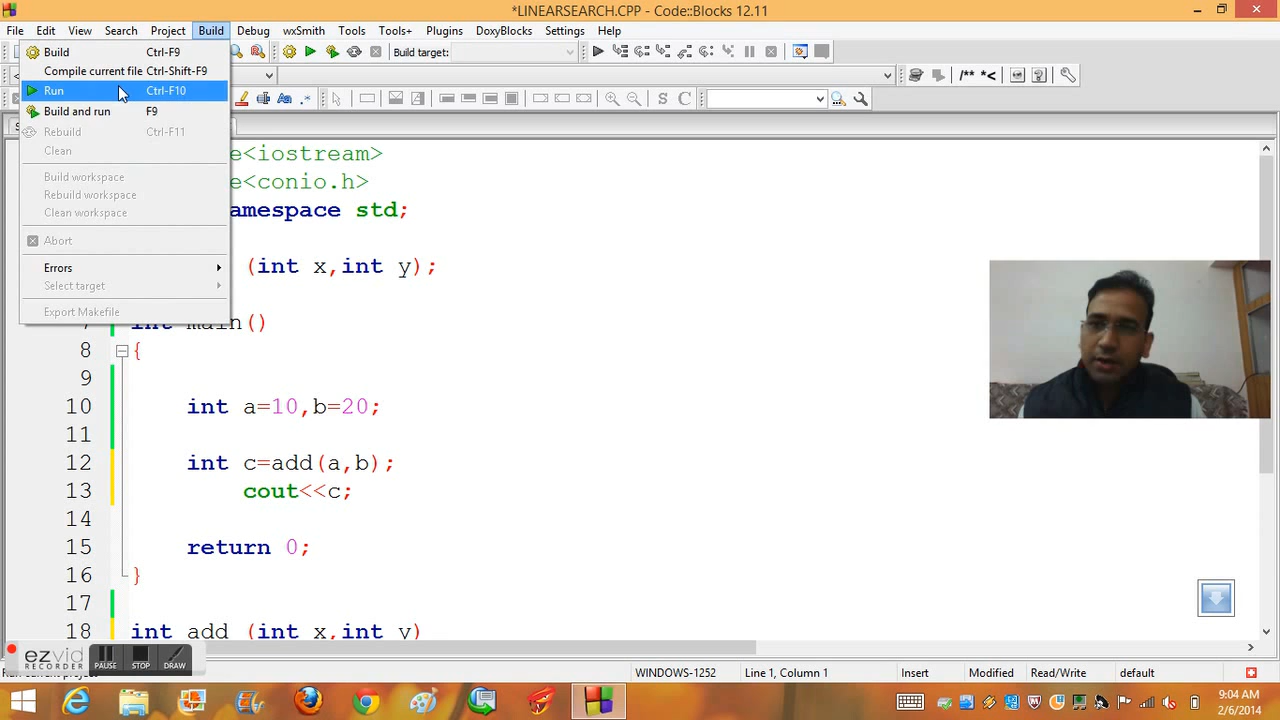 *LINEARSEARCH.CPP - Code::Blocks 12.11
File Edit View Search Project Build Debug wxSmith Tools Tools+ Plugins DoxyBlocks Settings Help
Build Ctrl-F9
Build target:
Compile current file Ctrl-Shift-F9
/** *<
Run Ctrl-F10
Aa .* S C
Build and run F9
Rebuild Ctrl-F11
Clean
Build workspace
Rebuild workspace
Clean workspace
Abort
Errors
Select target
Export Makefile
e<iostream>
e<conio.h>
amespace std;
(int x,int y);
int main()
8 {
9
10 int a=10,b=20;
11
12 int c=add(a,b);
13 cout<<c;
14
15 return 0;
16 }
17
18 int add (int x,int y)
ezvid
RECORDER
PAUSE STOP DRAW
WINDOWS-1252 Line 1, Column 1 Insert Modified Read/Write default
9:04 AM
2/6/2014